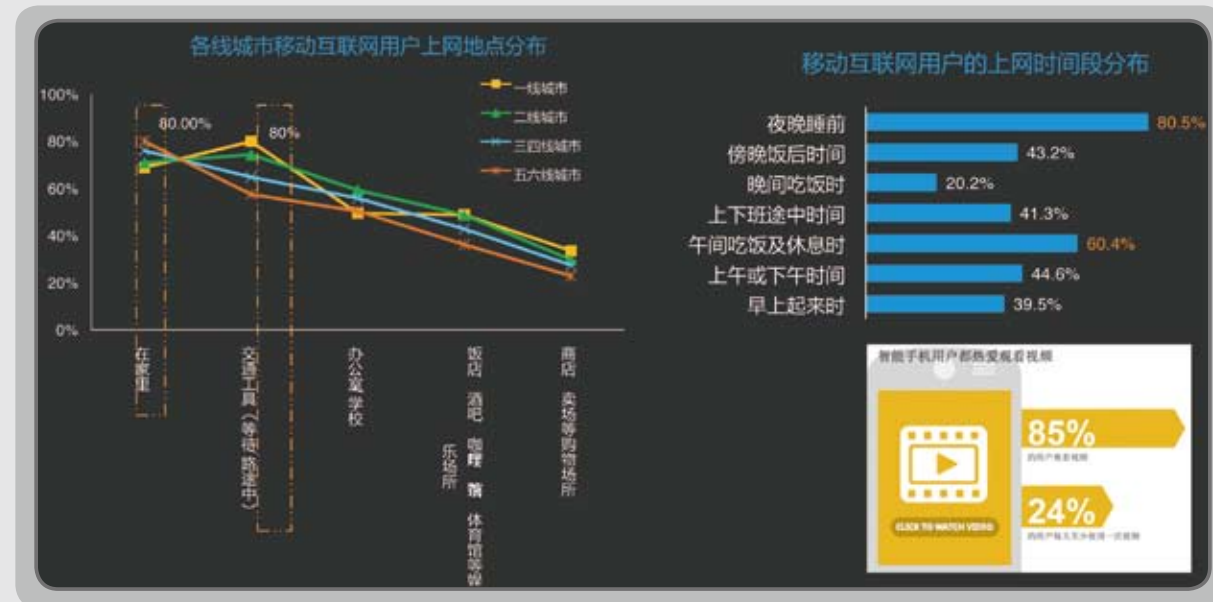 各线城市移动互联网用户上网地点分布
100%
80%
60%
40%
20%
0%
80.00%
80%
一线城市
二线城市
三四线城市
五六线城市
在家里
交通工具（等待 路途中）
办公室 学校
饭店 酒吧 咖啡馆 体育馆等娱
乐场所
商店 卖场等购物场所
移动互联网用户的上网时间段分布
夜晚睡前 80.5%
傍晚饭后时间 43.2%
晚间吃饭时 20.2%
上下班途中时间 41.3%
午间吃饭及休息时 60.4%
上午或下午时间 44.6%
早上起来时 39.5%
智能手机用户都热爱观看视频
CLICK TO WATCH VIDEO
85%
24%